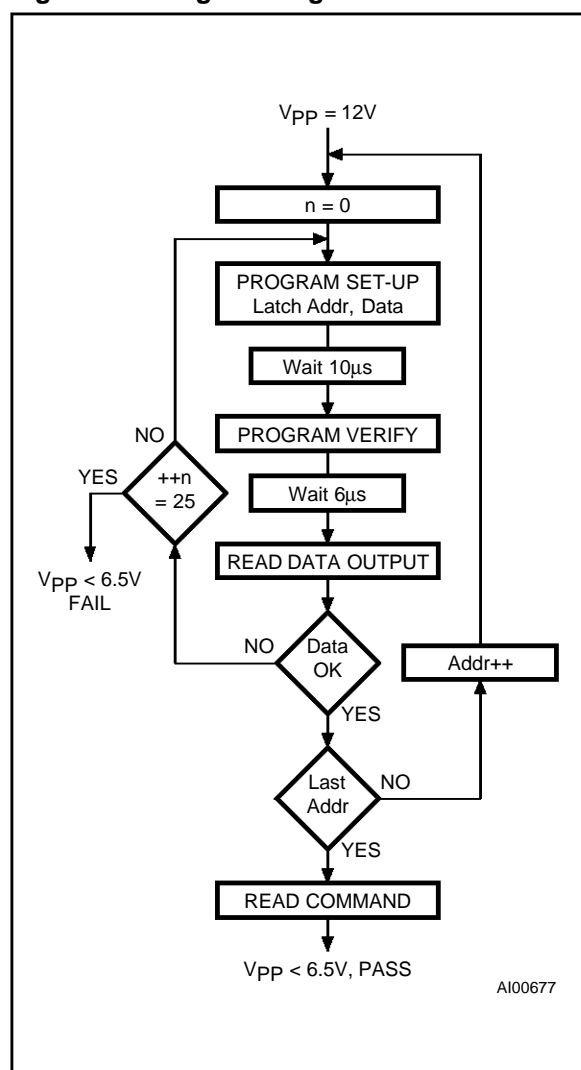 VPP = 12V
n = 0
PROGRAM SET-UP
Latch Addr, Data
Wait 10μs
NO
PROGRAM VERIFY
YES
++n
= 25
Wait 6μs
READ DATA OUTPUT
VPP < 6.5V
FAIL
NO
Data
OK
Addr++
YES
Last
Addr
NO
YES
READ COMMAND
VPP < 6.5V, PASS
AI00677